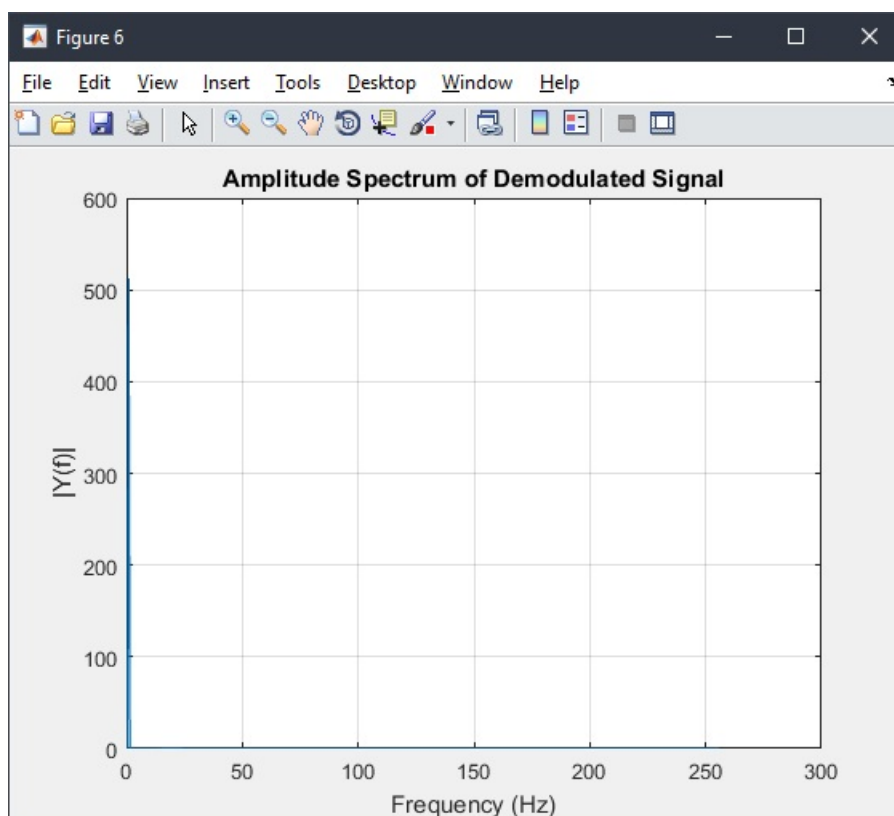 Figure 6
File Edit View Insert Tools Desktop Window Help
Amplitude Spectrum of Demodulated Signal
600
500
400
300
200
100
0
|Y(f)|
0 50 100 150 200 250 300
Frequency (Hz)